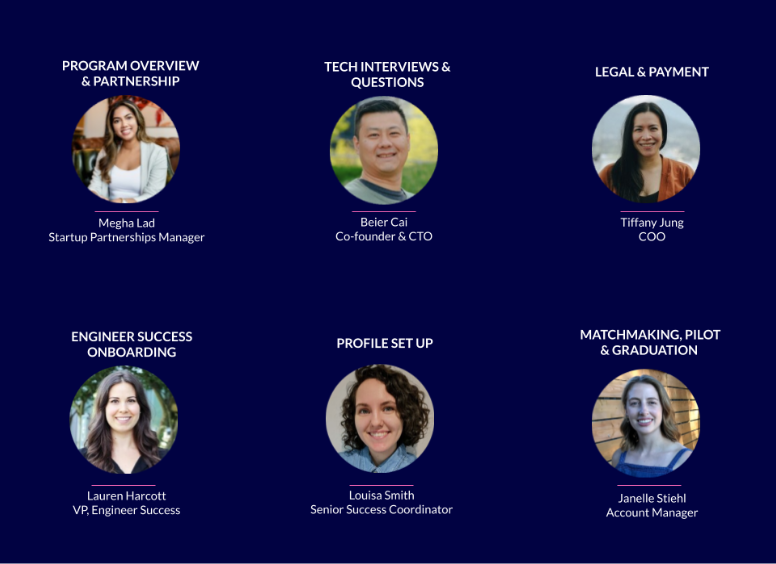 PROGRAM OVERVIEW
& PARTNERSHIP
Megha Lad
Startup Partnerships Manager
TECH INTERVIEWS &
QUESTIONS
Beier Cai
Co-founder & CTO
LEGAL & PAYMENT
Tiffany Jung
COO
ENGINEER SUCCESS
ONBOARDING
Lauren Harcott
VP, Engineer Success
PROFILE SET UP
Louisa Smith
Senior Success Coordinator
MATCHMAKING, PILOT
& GRADUATION
Janelle Stiehl
Account Manager